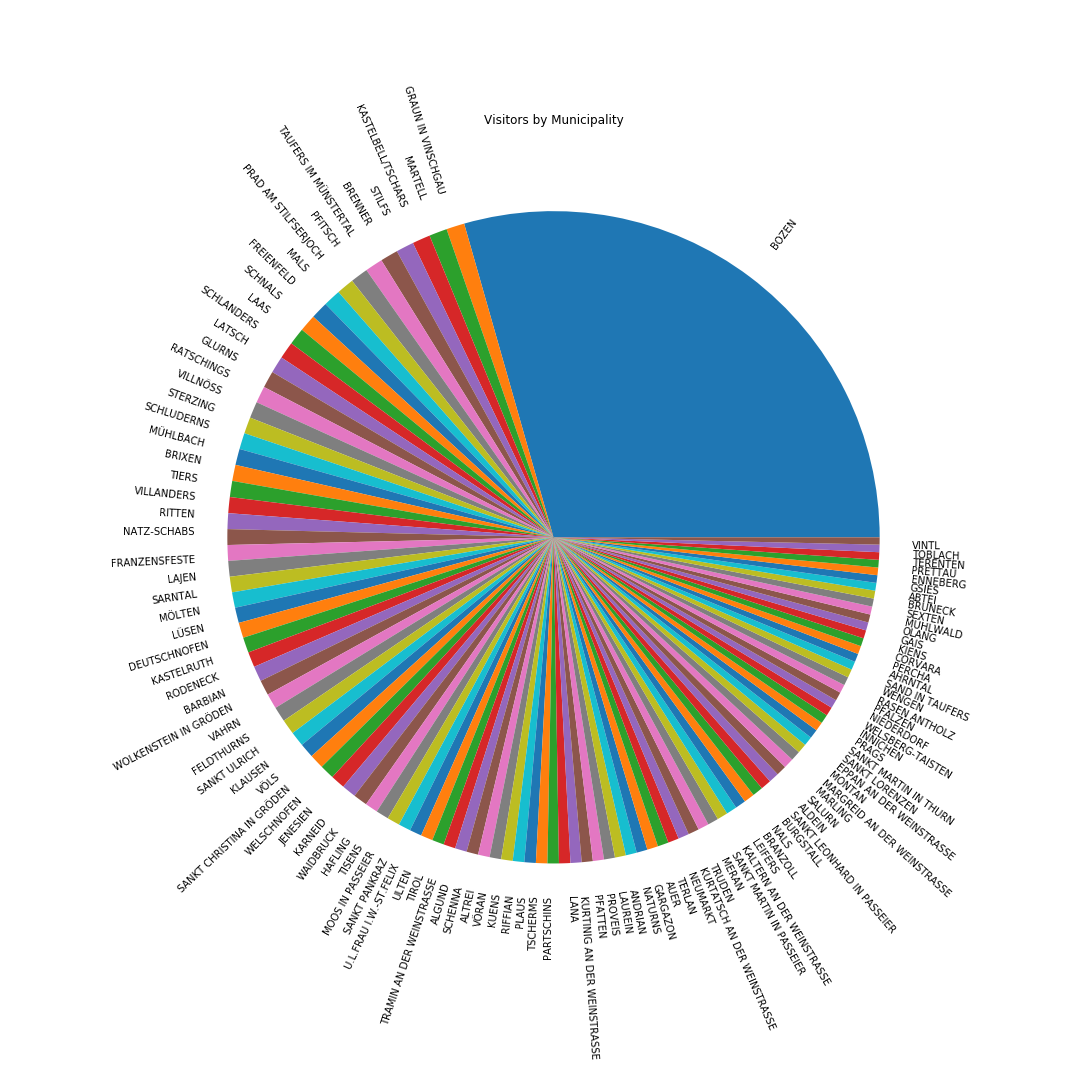 Visitors by Municipality
BOZEN
GRAUN IN VINSCHGAU
MARTELL
KASTELBELL/TSCHARS
STILFS
BRENNER
TAUFERS IM MÜNSTERTAL
PFITSCH
PRAD AM STILFSERJOCH
MALS
FREIENFELD
SCHNALS
LAAS
SCHLANDERS
LATSCH
GLURNS
RATSCHINGS
VILLNÖSS
STERZING
SCHLUDERNS
MÜHLBACH
BRIXEN
TIERS
VILLANDERS
RITTEN
NATZ-SCHABS
FRANZENSFESTE
LAJEN
SARNTAL
MÖLTEN
LÜSEN
DEUTSCHNOFEN
KASTELRUTH
RODENECK
BARBIAN
WOLKENSTEIN IN GRÖDEN
VAHRN
FELDTHURNS
SANKT ULRICH
KLAUSEN
VÖLS
SANKT CHRISTINA IN GRÖDEN
WELSCHNOFEN
JENESIEN
KARNEID
WAIDBRUCK
HAFLING
TISENS
MOOS IN PASSEIER
SANKT PANKRAZ
U.L.FRAU I.W.-ST.FELIX
ULTEN
TIROL
TRAMIN AN DER WEINSTRASSE
ALGUND
SCHENNA
ALTREI
VÖRAN
KUENS
RIFFIAN
PLAUS
TSCHERMS
PARTSCHINS
LANA
KURTINIG AN DER WEINSTRASSE
PFATTEN
PROVEIS
LAUREIN
ANDRIAN
NATURNS
GARGAZON
AUER
TERLAN
KURTATSCH AN DER WEINSTRASSE
NEUMARKT
TRUDEN
MERAN
SANKT MARTIN IN PASSEIER
KALTERN AN DER WEINSTRASSE
LEIFERS
BRANZOLL
NALS
BURGSTALL
SANKT LEONHARD IN PASSEIER
ALDEIN
SALURN
MARLING
MARGREID AN DER WEINSTRASSE
MONTAN
EPPAN AN DER WEINSTRASSE
SANKT LORENZEN
SANKT MARTIN IN THURN
PRAGS
INNICHEN
WELSBERG-TAISTEN
NIEDERDORF
PFALZEN
RASEN ANTHOLZ
WENGEN
SAND IN TAUFERS
AHRNTAL
PERCHA
CORVARA
KIENS
GAIS
OLANG
MÜHLWALD
SEXTEN
BRUNECK
ABTEI
GSIES
ENNEBERG
PRETTAU
TERENTEN
TOBLACH
VINTL